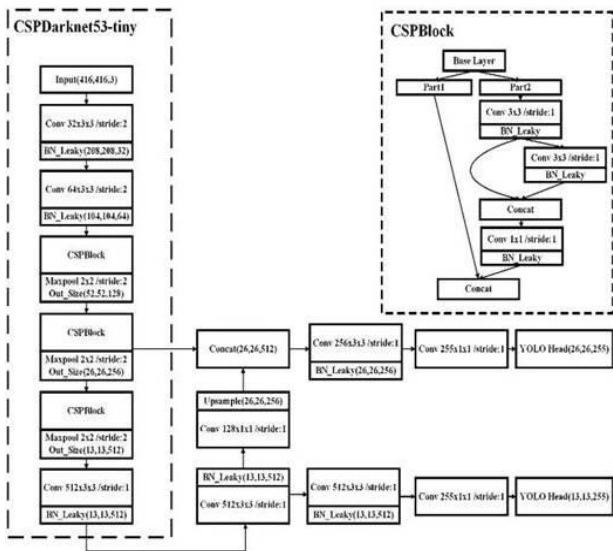 CSPDarknet53-tiny
Input(416,416,3)
Conv 32x3x3 /stride:2
BN_Leaky(208,208,32)
Conv 64x3x3 /stride:2
BN_Leaky(104,104,64)
CSPBlock
Maxpool 2x2 /stride:2
Out_Size(52,52,128)
CSPBlock
Maxpool 2x2 /stride:2
Out_Size(26,26,256)
CSPBlock
Maxpool 2x2 /stride:2
Out_Size(13,13,512)
Conv 512x3x3 /stride:1
BN_Leaky(13,13,512)
CSPBlock
Base Layer
Part1
Part2
Conv 3x3 /stride:1
BN_Leaky
Conv 3x3 /stride:1
BN_Leaky
Concat
Conv 1x1 /stride:1
BN_Leaky
Concat
Concat(26,26,512)
Conv 256x3x3 /stride:1
BN_Leaky(26,26,256)
Conv 255x1x1 /stride:1
YOLO Head(26,26,255)
Upsample(26,26,256)
Conv 128x1x1 /stride:1
BN_Leaky(13,13,512)
Conv 512x3x3 /stride:1
Conv 512x3x3 /stride:1
BN_Leaky(13,13,512)
Conv 255x1x1 /stride:1
YOLO Head(13,13,255)